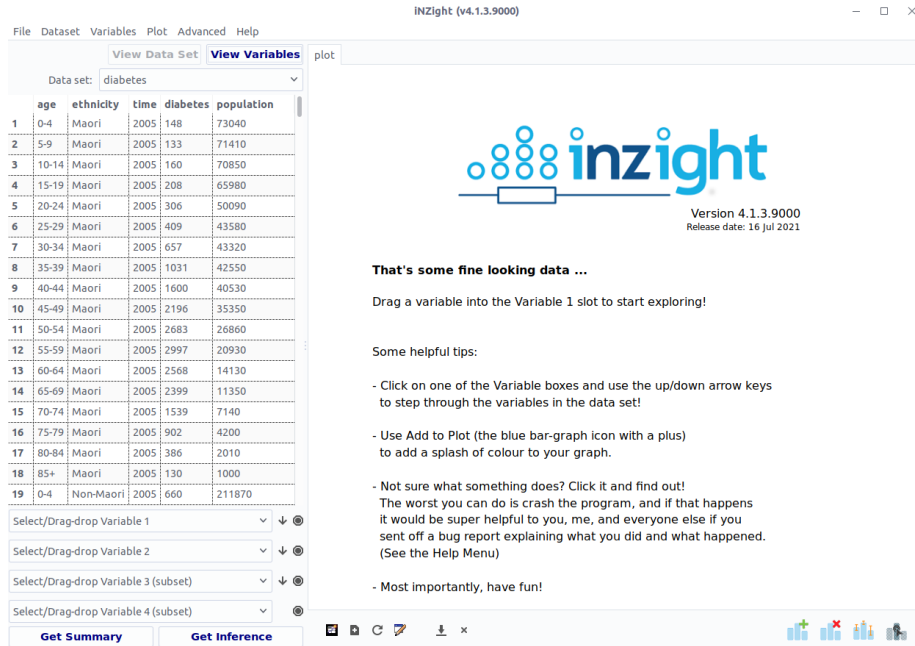 iNZight (v4.1.3.9000)
File Dataset Variables Plot Advanced Help
View Data Set View Variables
Data set: diabetes
age ethnicity time diabetes population
1 0-4 Maori 2005 148 73040
2 5-9 Maori 2005 133 71410
3 10-14 Maori 2005 160 70850
4 15-19 Maori 2005 208 65980
5 20-24 Maori 2005 306 50090
6 25-29 Maori 2005 409 43580
7 30-34 Maori 2005 657 43320
8 35-39 Maori 2005 1031 42550
9 40-44 Maori 2005 1600 40530
10 45-49 Maori 2005 2196 35350
11 50-54 Maori 2005 2683 26860
12 55-59 Maori 2005 2997 20930
13 60-64 Maori 2005 2568 14130
14 65-69 Maori 2005 2399 11350
15 70-74 Maori 2005 1539 7140
16 75-79 Maori 2005 902 4200
17 80-84 Maori 2005 386 2010
18 85+ Maori 2005 130 1000
19 0-4 Non-Maori 2005 660 211870
Select/Drag-drop Variable 1
Select/Drag-drop Variable 2
Select/Drag-drop Variable 3 (subset)
Select/Drag-drop Variable 4 (subset)
Get Summary Get Inference
plot
inzight
Version 4.1.3.9000
Release date: 16 Jul 2021
That's some fine looking data ...
Drag a variable into the Variable 1 slot to start exploring!
Some helpful tips:
- Click on one of the Variable boxes and use the up/down arrow keys
to step through the variables in the data set!
- Use Add to Plot (the blue bar-graph icon with a plus)
to add a splash of colour to your graph.
- Not sure what something does? Click it and find out!
The worst you can do is crash the program, and if that happens
it would be super helpful to you, me, and everyone else if you
sent off a bug report explaining what you did and what happened.
(See the Help Menu)
- Most importantly, have fun!